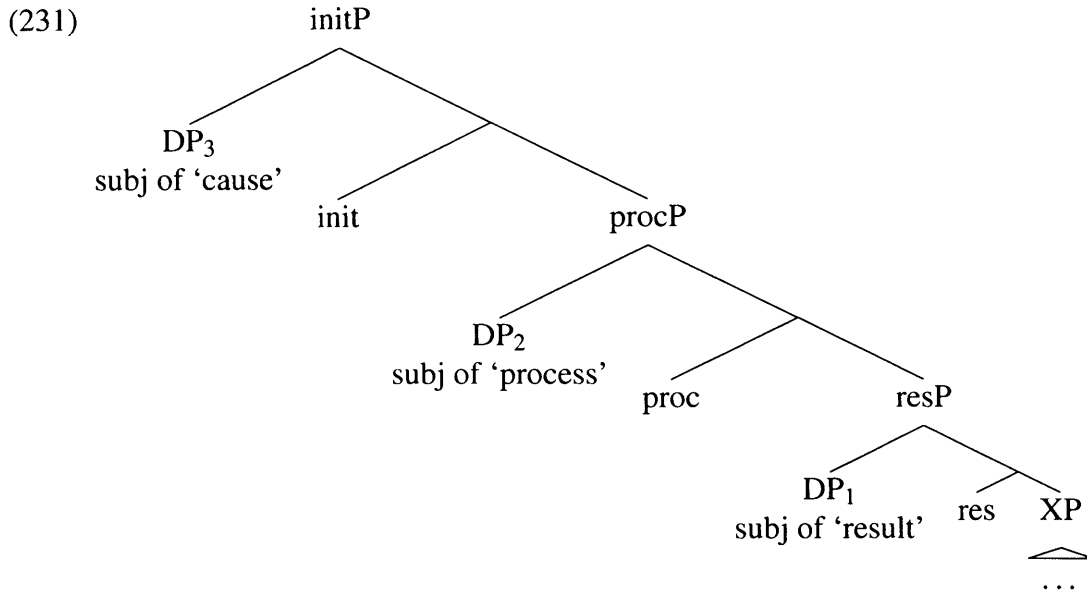 (231) initP
DP₃
subj of ‘cause’
init procP
DP₂
subj of ‘process’
proc resP
DP₁ res XP
subj of ‘result’
...